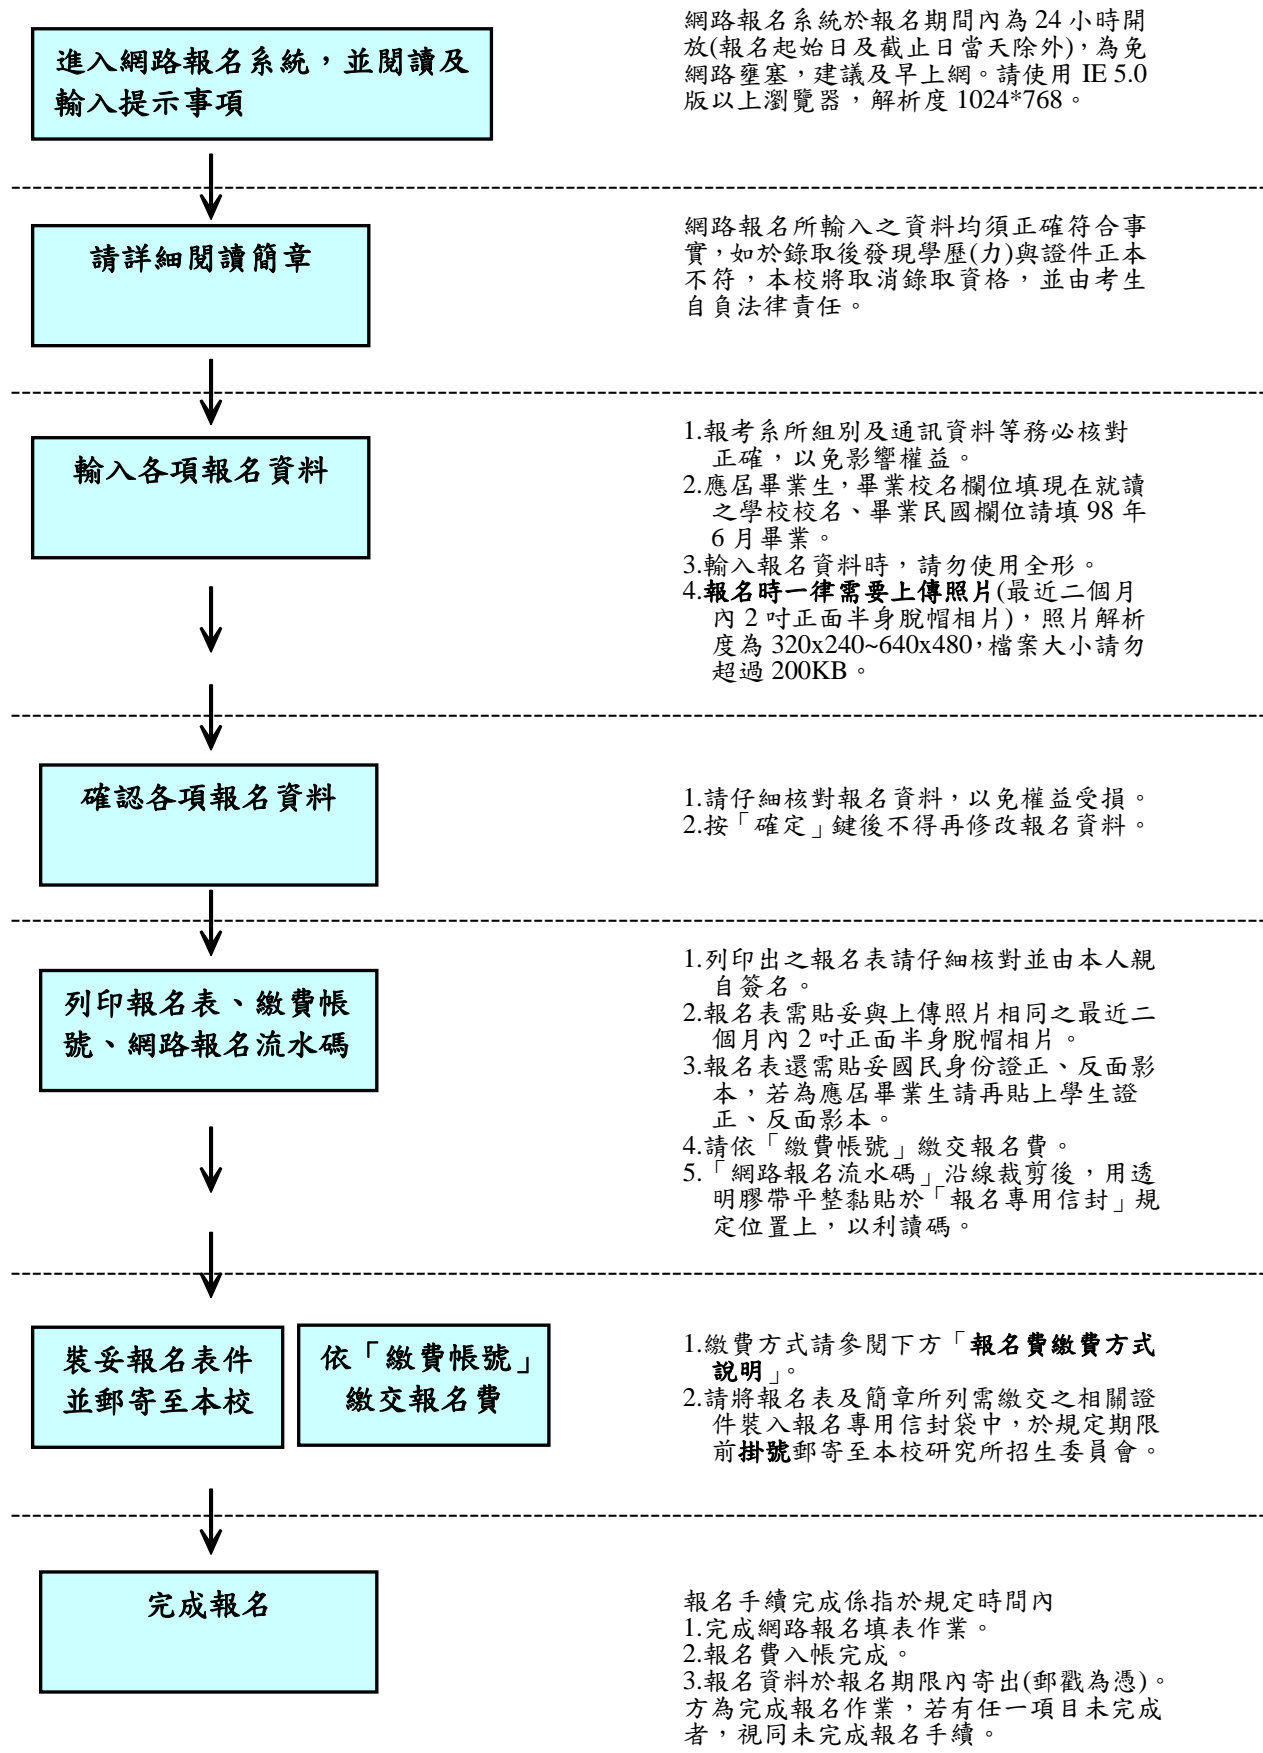 進入網路報名系統，並閱讀及
輸入提示事項
網路報名系統於報名期間內為 24 小時開
放(報名起始日及截止日當天除外)，為免
網路壅塞，建議及早上網。請使用 IE 5.0
版以上瀏覽器，解析度 1024*768。
請詳細閱讀簡章
網路報名所輸入之資料均須正確符合事
實，如於錄取後發現學歷(力)與證件正本
不符，本校將取消錄取資格，並由考生
自負法律責任。
輸入各項報名資料
1.報考系所組別及通訊資料等務必核對
正確，以免影響權益。
2.應屆畢業生，畢業校名欄位填現在就讀
之學校校名、畢業民國欄位請填 98 年
6 月畢業。
3.輸入報名資料時，請勿使用全形。
4.報名時一律需要上傳照片(最近二個月
內 2 吋正面半身脫帽相片)，照片解析
度為 320x240~640x480，檔案大小請勿
超過 200KB。
確認各項報名資料
1.請仔細核對報名資料，以免權益受損。
2.按「確定」鍵後不得再修改報名資料。
列印報名表、繳費帳
號、網路報名流水碼
1.列印出之報名表請仔細核對並由本人親
自簽名。
2.報名表需貼妥與上傳照片相同之最近二
個月內 2 吋正面半身脫帽相片。
3.報名表還需貼妥國民身份證正、反面影
本，若為應屆畢業生請再貼上學生證
正、反面影本。
4.請依「繳費帳號」繳交報名費。
5.「網路報名流水碼」沿線裁剪後，用透
明膠帶平整黏貼於「報名專用信封」規
定位置上，以利讀碼。
裝妥報名表件
並郵寄至本校
依「繳費帳號」
繳交報名費
1.繳費方式請參閱下方「報名費繳費方式
說明」。
2.請將報名表及簡章所列需繳交之相關證
件裝入報名專用信封袋中，於規定期限
前掛號郵寄至本校研究所招生委員會。
完成報名
報名手續完成係指於規定時間內
1.完成網路報名填表作業。
2.報名費入帳完成。
3.報名資料於報名期限內寄出(郵戳為憑)。
方為完成報名作業，若有任一項目未完成
者，視同未完成報名手續。